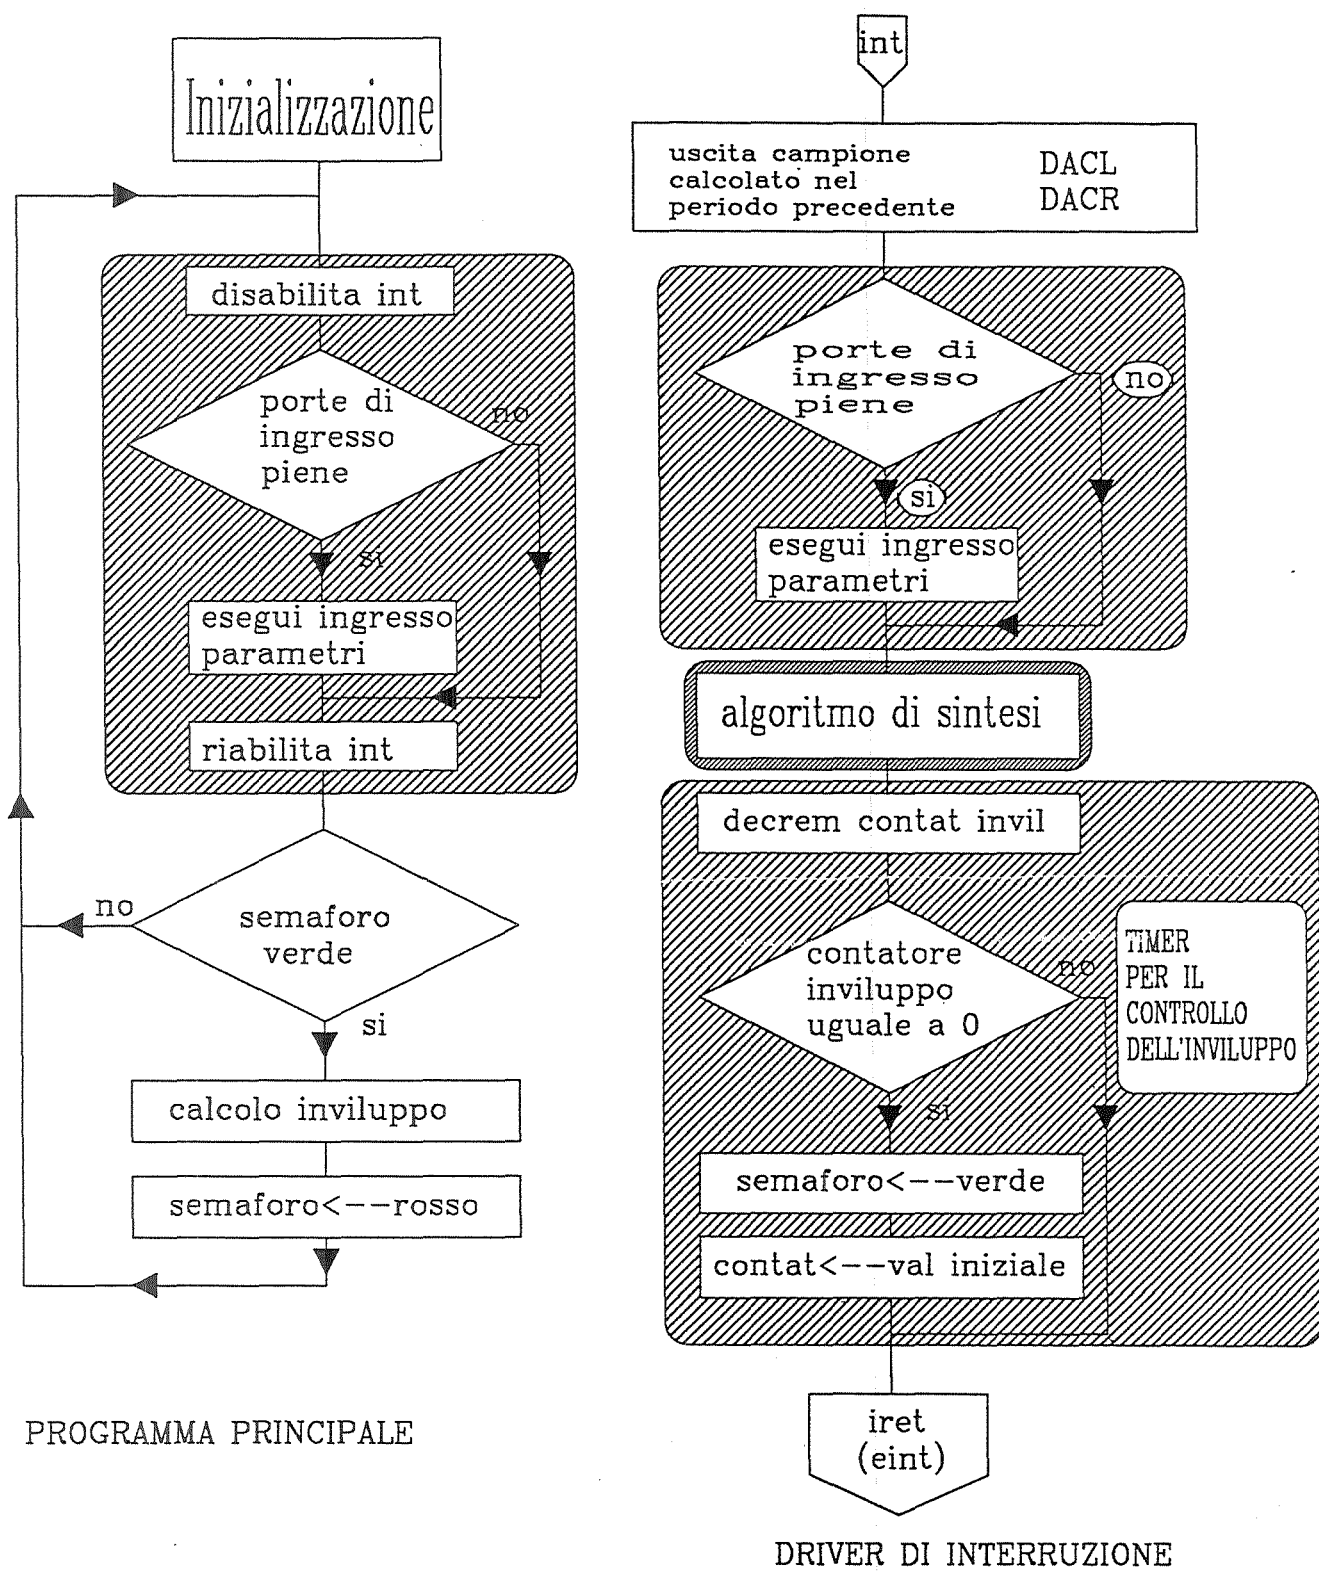 Inizializzazione
disabilita int
porte di
ingresso
piene
no
si
esegui ingresso
parametri
riabilita int
semaforo
verde
no
si
calcolo inviluppo
semaforo<--rosso
PROGRAMMA PRINCIPALE
int
uscita campione
calcolato nel
periodo precedente
DACL
DACR
porte di
ingresso
piene
no
si
esegui ingresso
parametri
algoritmo di sintesi
decrem contat invil
contatore
inviluppo
uguale a 0
no
si
TIMER
PER IL
CONTROLLO
DELL'INVILUPPO
semaforo<--verde
contat<--val iniziale
iret
(eint)
DRIVER DI INTERRUZIONE